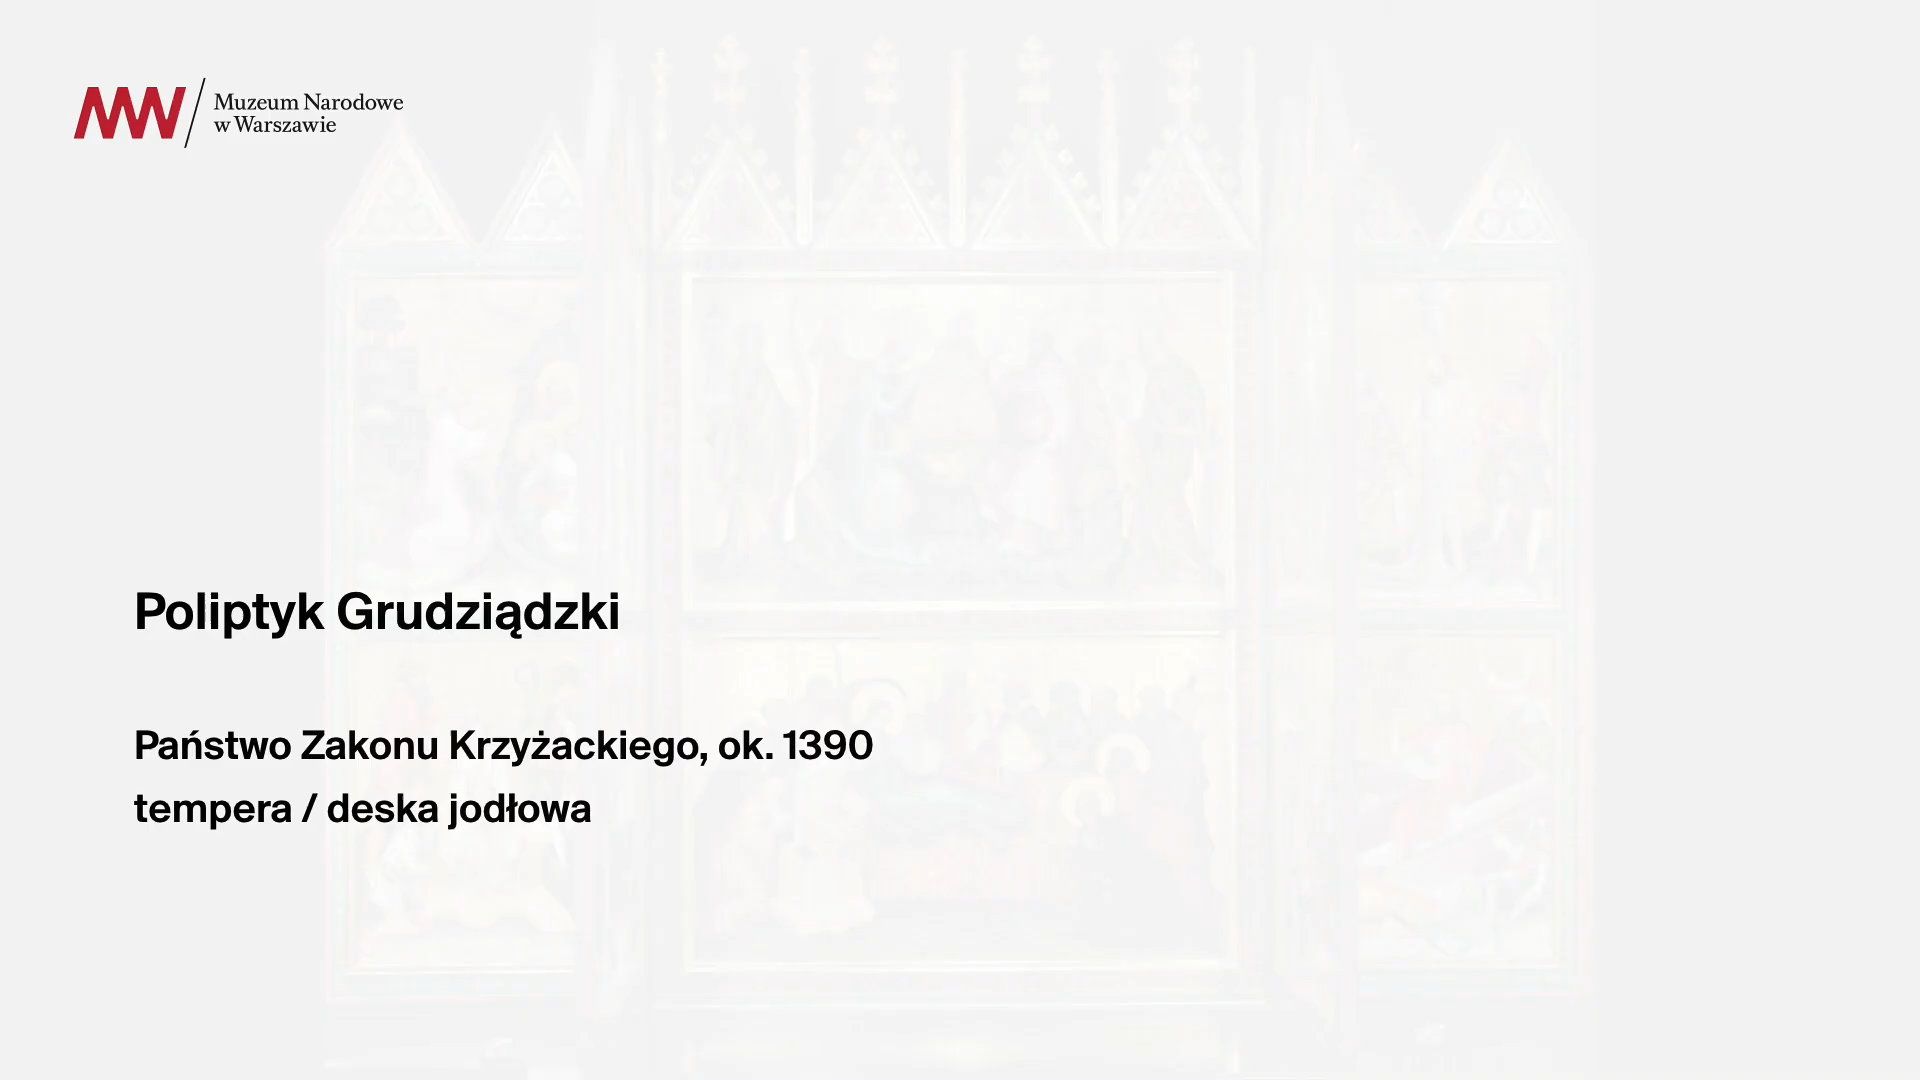 MNW
Muzeum Narodowe
w Warszawie
Poliptyk Grudziądzki
Państwo Zakonu Krzyżackiego, ok. 1390
tempera / deska jodłowa